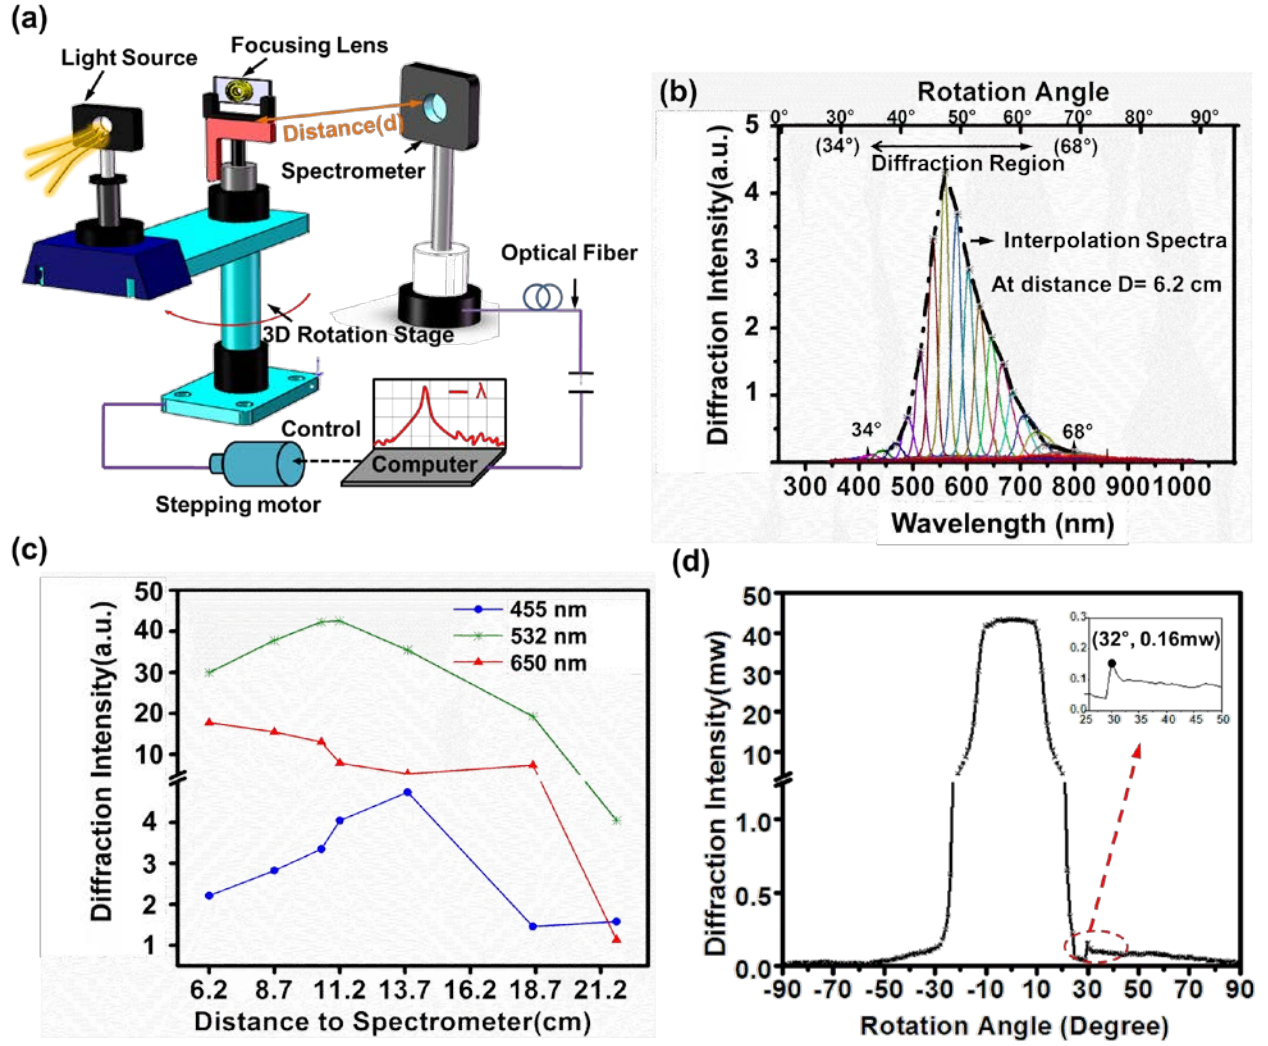 (a)
Light Source
Focusing Lens
Distance(d)
Spectrometer
Optical Fiber
3D Rotation Stage
λ
Control
Computer
Stepping motor
(b)
Rotation Angle
0° 30° 40° 50° 60° 70° 80° 90°
(34°) (68°)
Diffraction Region
Interpolation Spectra
At distance D= 6.2 cm
34° 68°
5
4
3
2
1
Diffraction Intensity(a.u.)
300 400 500 600 700 800 900 1000
Wavelength (nm)
(c)
455 nm
532 nm
650 nm
50
40
30
20
10
4
3
2
1
Diffraction Intensity(a.u.)
6.2 8.7 11.2 13.7 16.2 18.7 21.2
Distance to Spectrometer(cm)
(d)
50
40
30
20
10
1.0
0.5
0.0
Diffraction Intensity(mw)
0.3
0.2
0.1
0.0
(32°, 0.16mw)
25 30 35 40 45 50
-90 -70 -50 -30 -10 10 30 50 70 90
Rotation Angle (Degree)